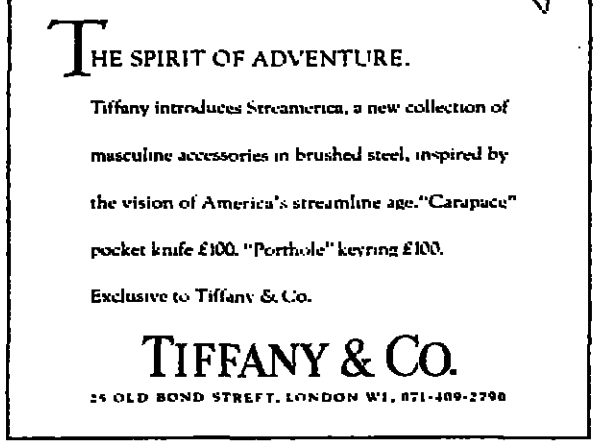 THE SPIRIT OF ADVENTURE.
Tiffany introduces Streamerica, a new collection of
masculine accessories in brushed steel, inspired by
the vision of America's streamline age. "Carapace"
pocket knife £100. "Porthole" keyring £100.
Exclusive to Tiffany & Co.
TIFFANY & CO.
25 OLD BOND STREET, LONDON W1, 071-409-2790